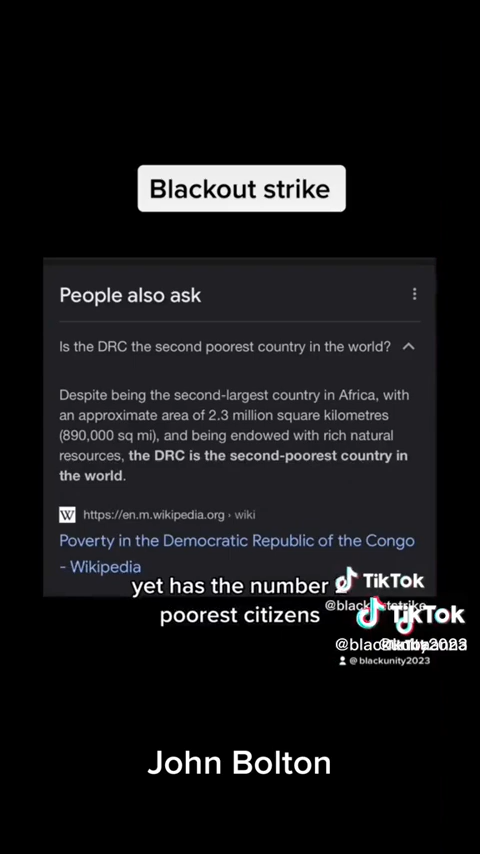 Blackout strike
People also ask
Is the DRC the second poorest country in the world?
Despite being the second-largest country in Africa, with
an approximate area of 2.3 million square kilometres
(890,000 sq mi), and being endowed with rich natural
resources, the DRC is the second-poorest country in
the world.
W https://en.m.wikipedia.org › wiki
Poverty in the Democratic Republic of the Congo
- Wikipedia
yet has the number 2
poorest citizens
TikTok
TikTok
@blackunity2023
John Bolton